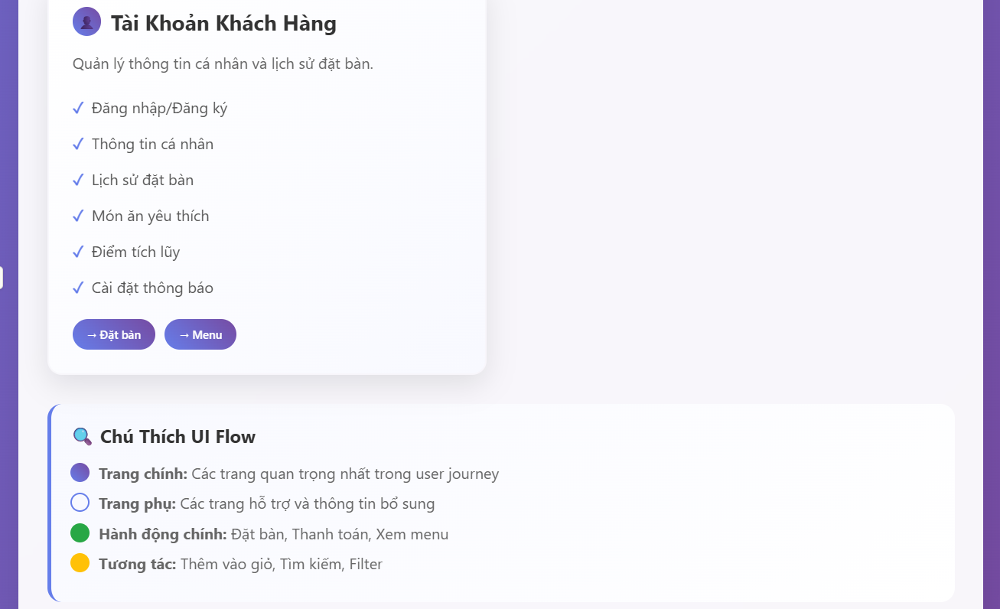 Tài Khoản Khách Hàng
Quản lý thông tin cá nhân và lịch sử đặt bàn.
✓ Đăng nhập/Đăng ký
✓ Thông tin cá nhân
✓ Lịch sử đặt bàn
✓ Món ăn yêu thích
✓ Điểm tích lũy
✓ Cài đặt thông báo
→ Đặt bàn
→ Menu
Chú Thích UI Flow
Trang chính: Các trang quan trọng nhất trong user journey
Trang phụ: Các trang hỗ trợ và thông tin bổ sung
Hành động chính: Đặt bàn, Thanh toán, Xem menu
Tương tác: Thêm vào giỏ, Tìm kiếm, Filter